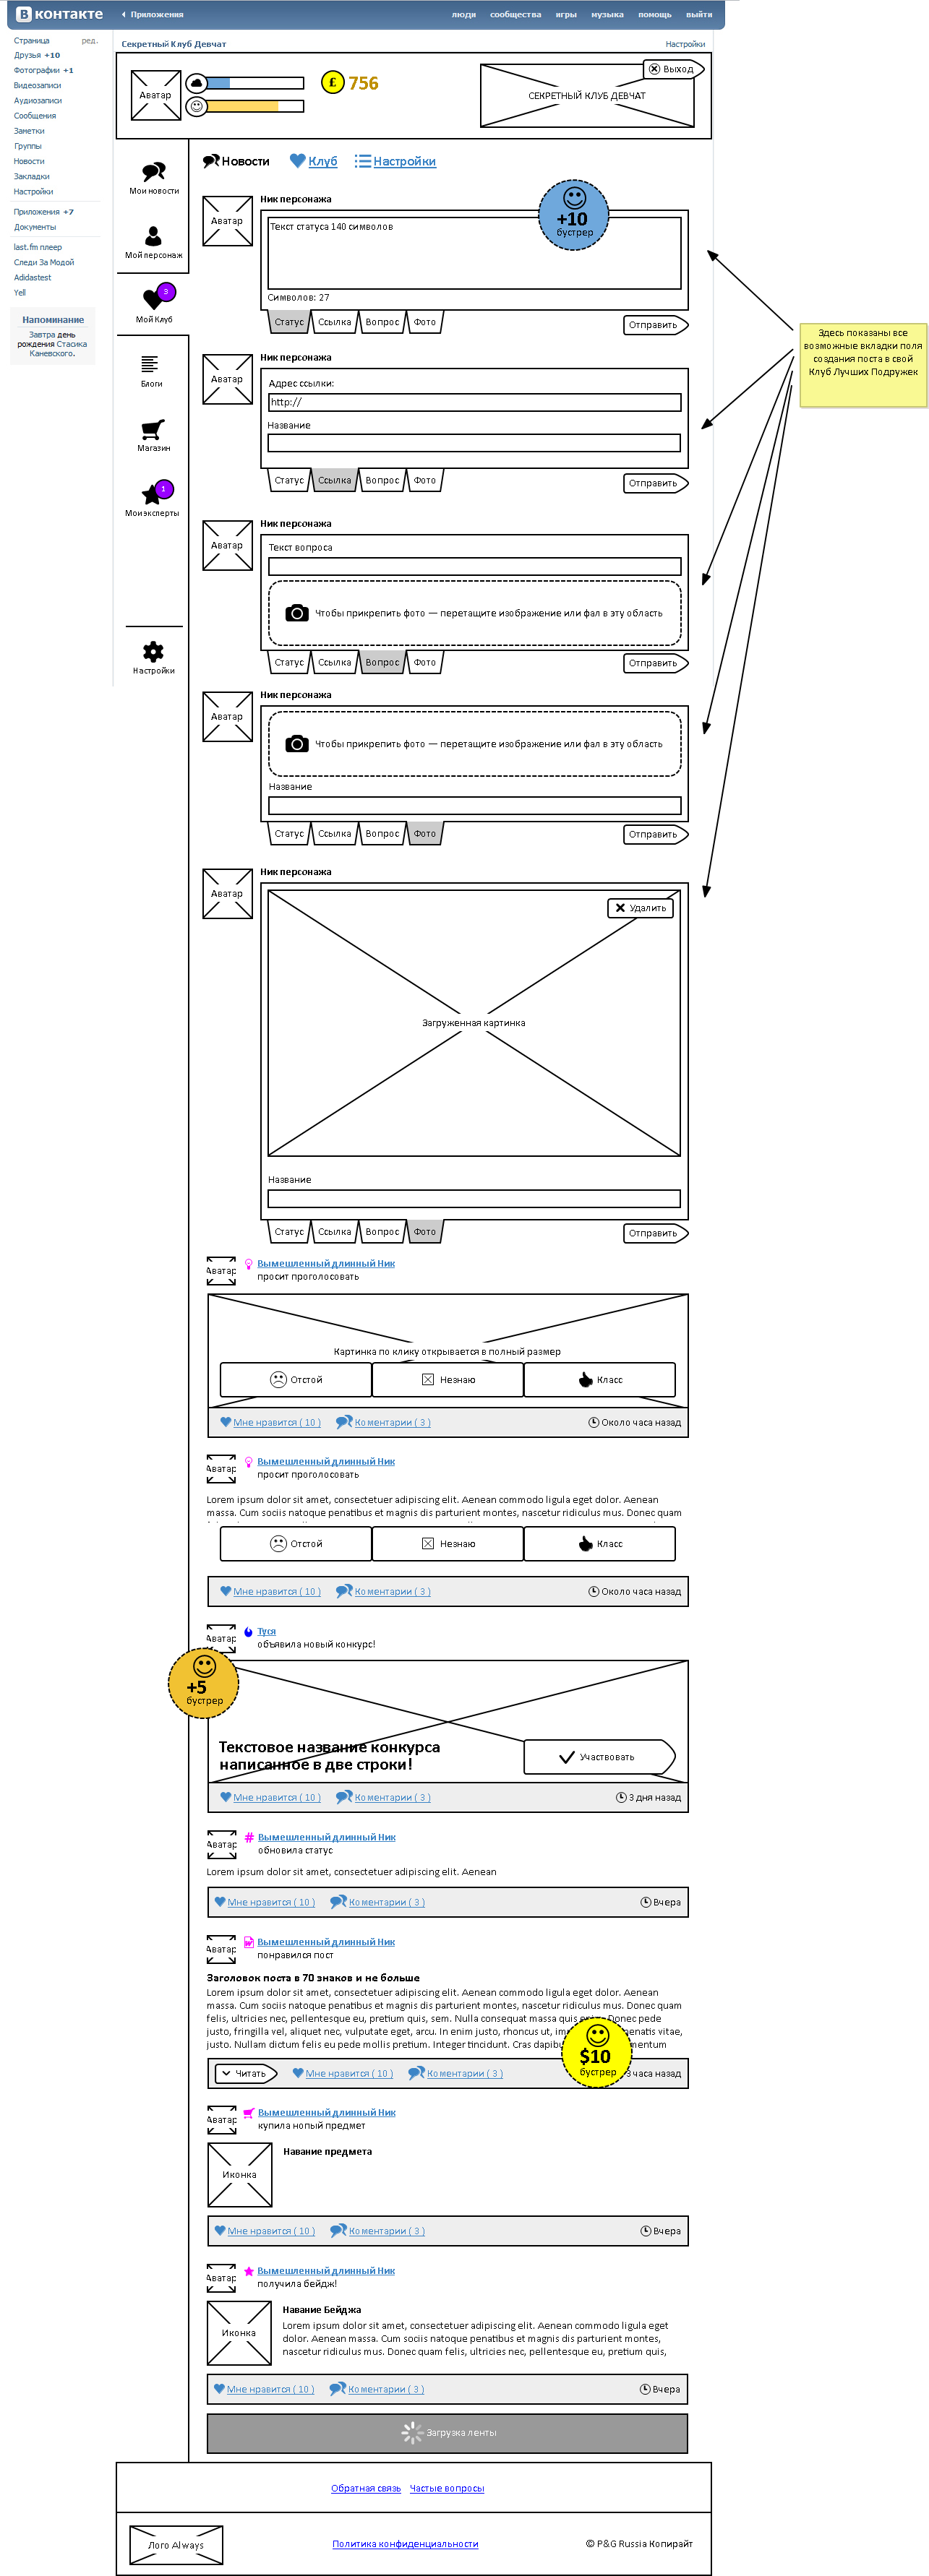 В контакте
Приложения
люди сообщества игры музыка помощь выйти
Страница ред.
Друзья +10
Фотографии +1
Видеозаписи
Аудиозаписи
Сообщения
Заметки
Группы
Новости
Закладки
Настройки
Приложения +7
Документы
last.fm плеер
Следи За Модой
Adidastest
Yell
Напоминание
Завтра день
рождения Стасика
Каневского.
Секретный Клуб Девчат Настройки
Аватар
£ 756
СЕКРЕТНЫЙ КЛУБ ДЕВЧАТ
Выход
Мои новости
Мой персонаж
3
Мой Клуб
Блоги
Магазин
1
Мои эксперты
Настройки
Новости Клуб Настройки
Аватар
Ник персонажа
Текст статуса 140 символов
+10
бустрер
Символов: 27
Статус Ссылка Вопрос Фото Отправить
Здесь показаны все
возможные вкладки поля
создания поста в свой
Клуб Лучших Подружек
Аватар
Ник персонажа
Адрес ссылки:
http://
Название
Статус Ссылка Вопрос Фото Отправить
Аватар
Ник персонажа
Текст вопроса
Чтобы прикрепить фото — перетащите изображение или фал в эту область
Статус Ссылка Вопрос Фото Отправить
Аватар
Ник персонажа
Чтобы прикрепить фото — перетащите изображение или фал в эту область
Название
Статус Ссылка Вопрос Фото Отправить
Аватар
Ник персонажа
Удалить
Загруженная картинка
Название
Статус Ссылка Вопрос Фото Отправить
Аватар
Вымешленный длинный Ник
просит проголосовать
Картинка по клику открывается в полный размер
Отстой Незнаю Класс
Мне нравится ( 10 ) Коментарии ( 3 ) Около часа назад
Аватар
Вымешленный длинный Ник
просит проголосовать
Lorem ipsum dolor sit amet, consectetuer adipiscing elit. Aenean commodo ligula eget dolor. Aenean
massa. Cum sociis natoque penatibus et magnis dis parturient montes, nascetur ridiculus mus. Donec quam
Отстой Незнаю Класс
Мне нравится ( 10 ) Коментарии ( 3 ) Около часа назад
Аватар
Туся
объявила новый конкурс!
+5
бустрер
Текстовое название конкурса
написанное в две строки!
Участвовать
Мне нравится ( 10 ) Коментарии ( 3 ) 3 дня назад
Аватар
Вымешленный длинный Ник
обновила статус
Lorem ipsum dolor sit amet, consectetuer adipiscing elit. Aenean
Мне нравится ( 10 ) Коментарии ( 3 ) Вчера
Аватар
Вымешленный длинный Ник
понравился пост
Заголовок поста в 70 знаков и не больше
Lorem ipsum dolor sit amet, consectetuer adipiscing elit. Aenean commodo ligula eget dolor. Aenean
massa. Cum sociis natoque penatibus et magnis dis parturient montes, nascetur ridiculus mus. Donec quam
felis, ultricies nec, pellentesque eu, pretium quis, sem. Nulla consequat massa quis Donec pede
justo, fringilla vel, aliquet nec, vulputate eget, arcu. In enim justo, rhoncus ut, vitae,
justo. Nullam dictum felis eu pede mollis pretium. Integer tincidunt. Cras
$10
бустрер
Читать Мне нравится ( 10 ) Коментарии ( 3 ) 3 часа назад
Аватар
Вымешленный длинный Ник
купила нопый предмет
Иконка
Навание предмета
Мне нравится ( 10 ) Коментарии ( 3 ) Вчера
Аватар
Вымешленный длинный Ник
получила бейдж!
Иконка
Навание Бейджа
Lorem ipsum dolor sit amet, consectetuer adipiscing elit. Aenean commodo ligula eget
dolor. Aenean massa. Cum sociis natoque penatibus et magnis dis parturient montes,
nascetur ridiculus mus. Donec quam felis, ultricies nec, pellentesque eu, pretium quis,
Мне нравится ( 10 ) Коментарии ( 3 ) Вчера
Загрузка ленты
Обратная связь Частые вопросы
Лого Always
Политика конфиденциальности
© P&G Russia Копирайт